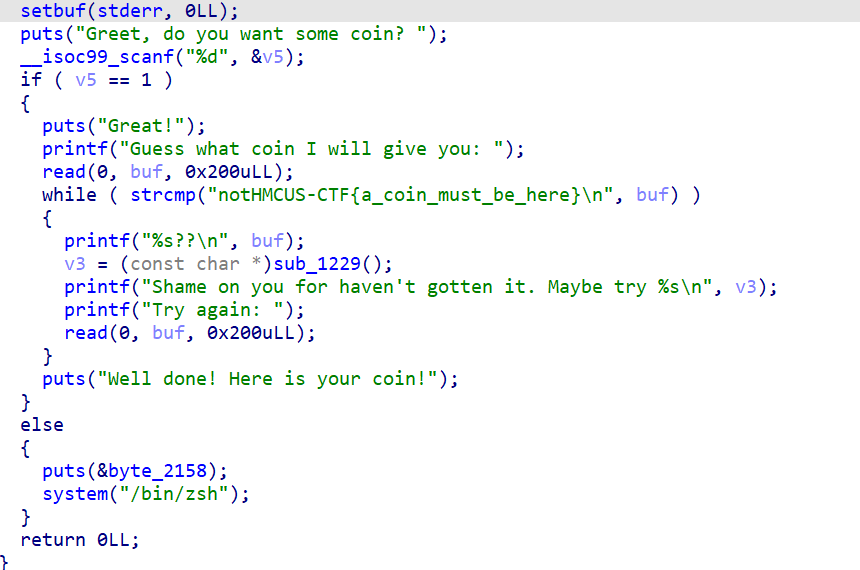 setbuf(stderr, 0LL);
puts("Greet, do you want some coin? ");
__isoc99_scanf("%d", &v5);
if ( v5 == 1 )
{
puts("Great!");
printf("Guess what coin I will give you: ");
read(0, buf, 0x200uLL);
while ( strcmp("notHMCUS-CTF{a_coin_must_be_here}\n", buf) )
{
printf("%s??\n", buf);
v3 = (const char *)sub_1229();
printf("Shame on you for haven't gotten it. Maybe try %s\n", v3);
printf("Try again: ");
read(0, buf, 0x200uLL);
}
puts("Well done! Here is your coin!");
}
else
{
puts(&byte_2158);
system("/bin/zsh");
}
return 0LL;
}